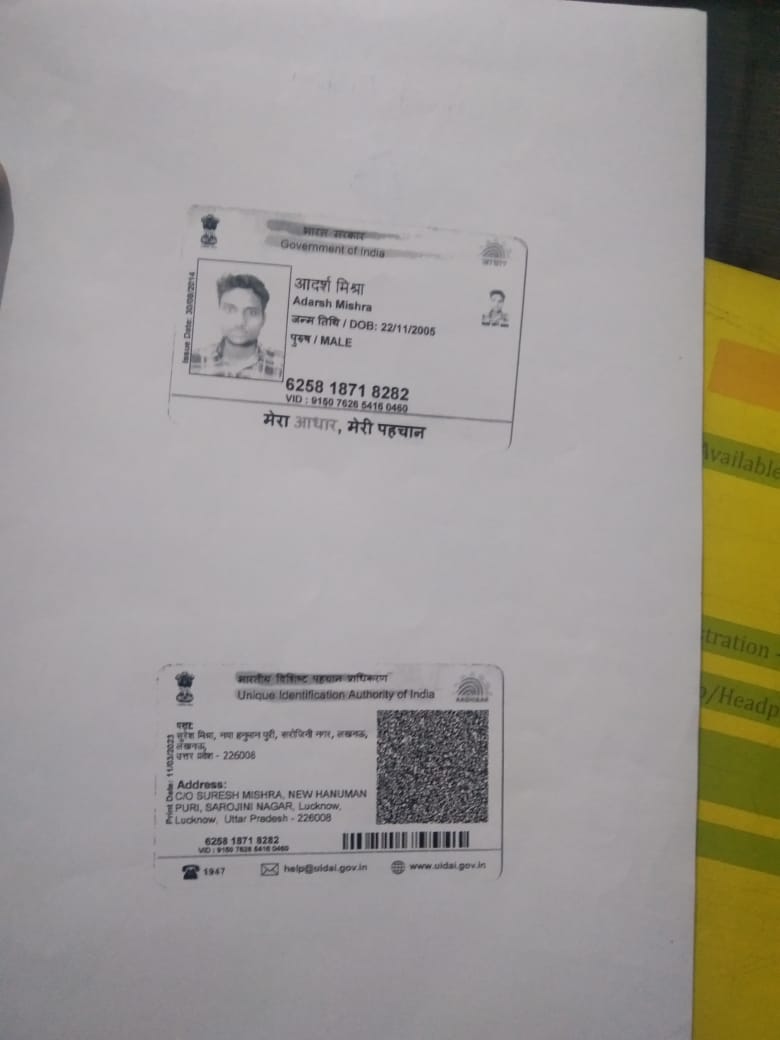 भारत सरकार
Government of India
Issue Date: 30/08/2014
आदर्श मिश्रा
Adarsh Mishra
जन्म तिथि / DOB: 22/11/2005
पुरुष / MALE
6258 1871 8282
VID : 9150 7626 5416 0460
मेरा आधार, मेरी पहचान
भारतीय विशिष्ट पहचान प्राधिकरण
Unique Identification Authority of India
AADHAAR
Print Date: 11/03/2023
पता:
सुरेश मिश्रा, नया हनुमान पुरी, सरोजिनी नगर, लखनऊ,
लखनऊ,
उत्तर प्रदेश - 226008
Address:
C/O SURESH MISHRA, NEW HANUMAN
PURI, SAROJINI NAGAR, Lucknow,
Lucknow, Uttar Pradesh - 226008
6258 1871 8282
VID : 9150 7626 5416 0460
1947
help@uidai.gov.in
www.uidai.gov.in
Available
tration -
o/Headp